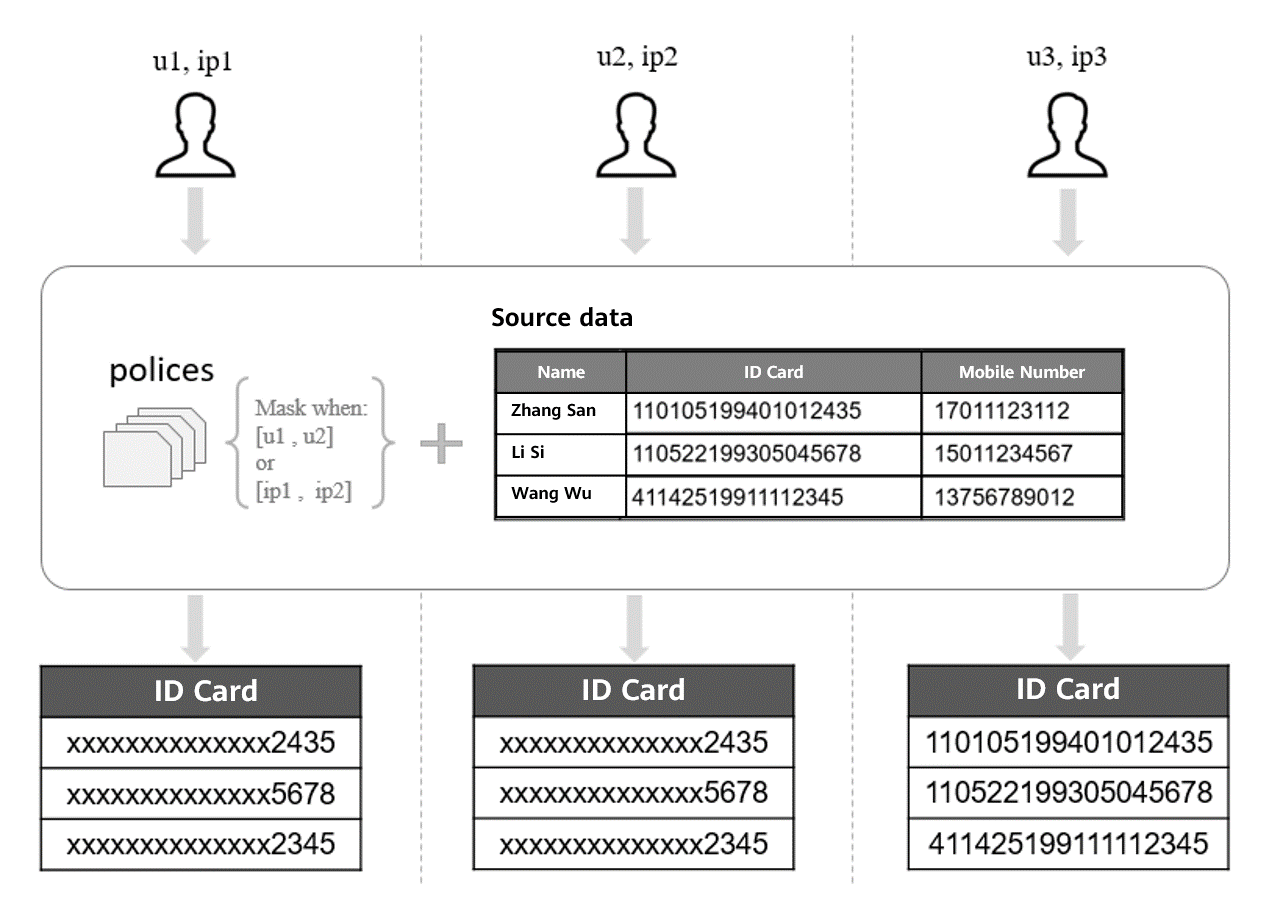 u1, ip1
u2, ip2
u3, ip3
Source data
polices
Mask when:
[u1 , u2]
or
[ip1 , ip2]
Name ID Card Mobile Number
Zhang San 110105199401012435 17011123112
Li Si 110522199305045678 15011234567
Wang Wu 41142519911112345 13756789012
ID Card
xxxxxxxxxxxxxx2435
xxxxxxxxxxxxxx5678
xxxxxxxxxxxxxx2345
ID Card
xxxxxxxxxxxxxx2435
xxxxxxxxxxxxxx5678
xxxxxxxxxxxxxx2345
ID Card
110105199401012435
110522199305045678
411425199111112345